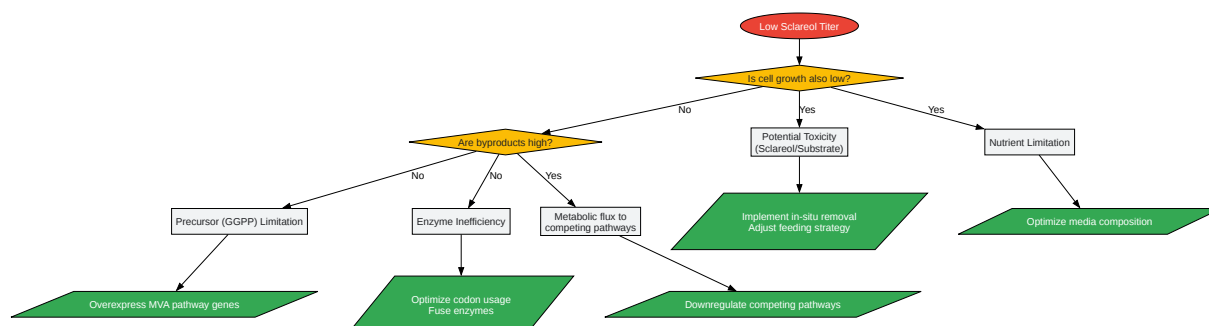 Low Sclareol Titer
Is cell growth also low?
No
Yes
Yes
Are byproducts high?
Potential Toxicity
(Sclareol/Substrate)
Nutrient Limitation
No
No
Yes
Precursor (GGPP) Limitation
Enzyme Inefficiency
Metabolic flux to
competing pathways
Implement in-situ removal
Adjust feeding strategy
Optimize media composition
Overexpress MVA pathway genes
Optimize codon usage
Fuse enzymes
Downregulate competing pathways